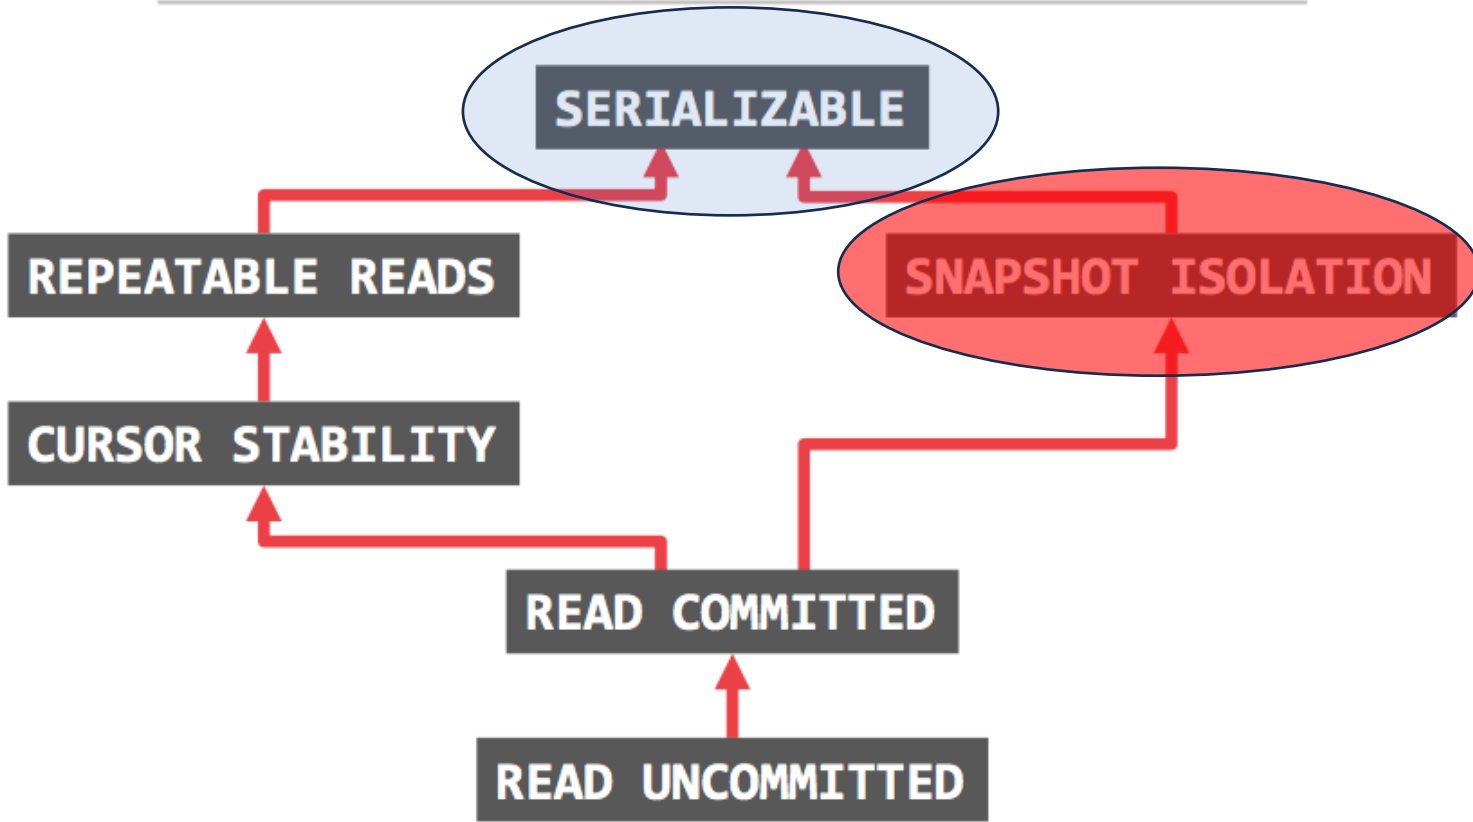 SERIALIZABLE
REPEATABLE READS
SNAPSHOT ISOLATION
CURSOR STABILITY
READ COMMITTED
READ UNCOMMITTED